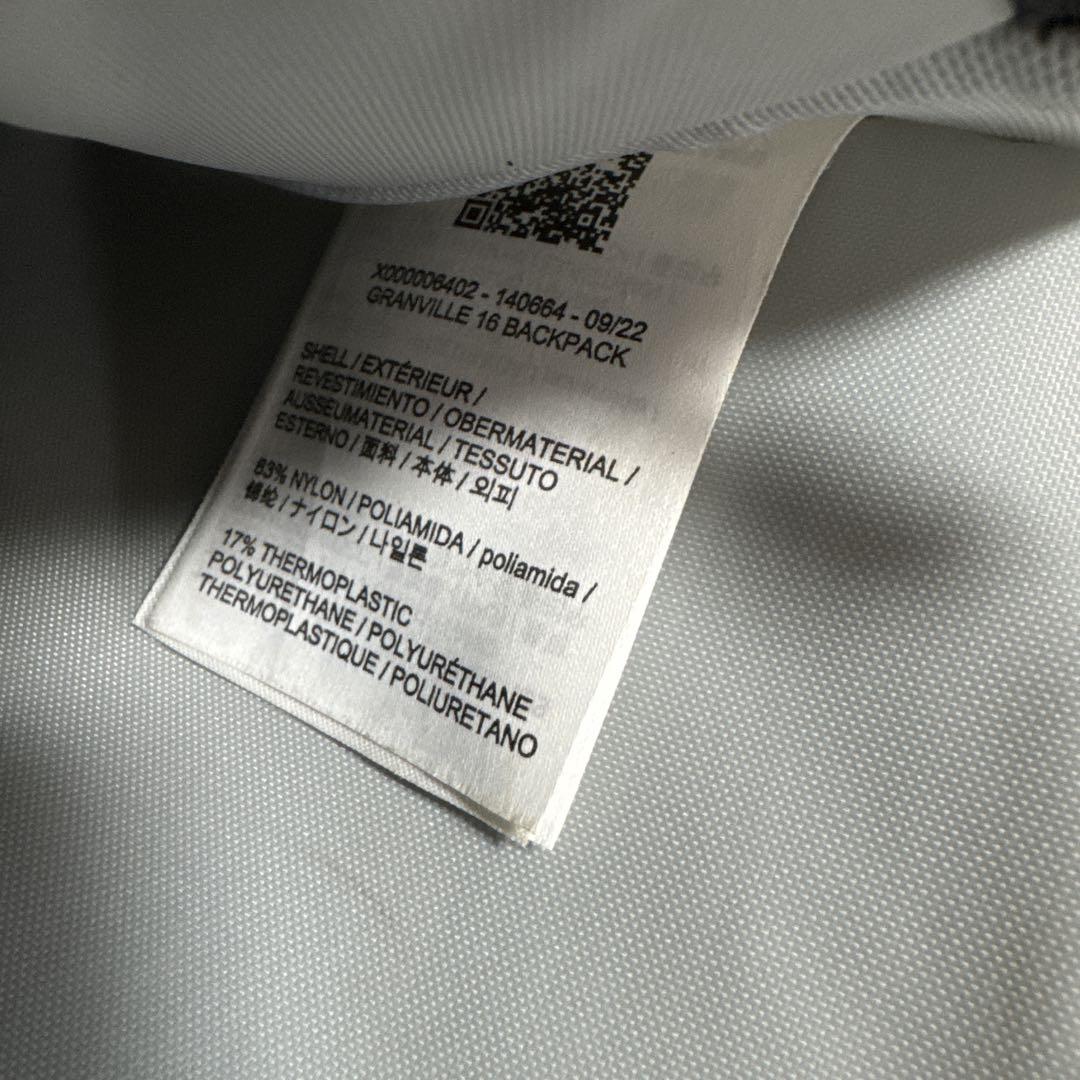 X000006402 - 140664 - 09/22
GRANVILLE 16 BACKPACK
SHELL / EXTÉRIEUR /
REVESTIMIENTO / OBERMATERIAL /
AUSSEUMATERIAL / TESSUTO
ESTERNO / 面料 / 本体 / 외피
83% NYLON / POLIAMIDA / poliamida /
锦纶 / ナイロン / 나일론
17% THERMOPLASTIC
POLYURETHANE / POLYURÉTHANE
THERMOPLASTIQUE / POLIURETANO